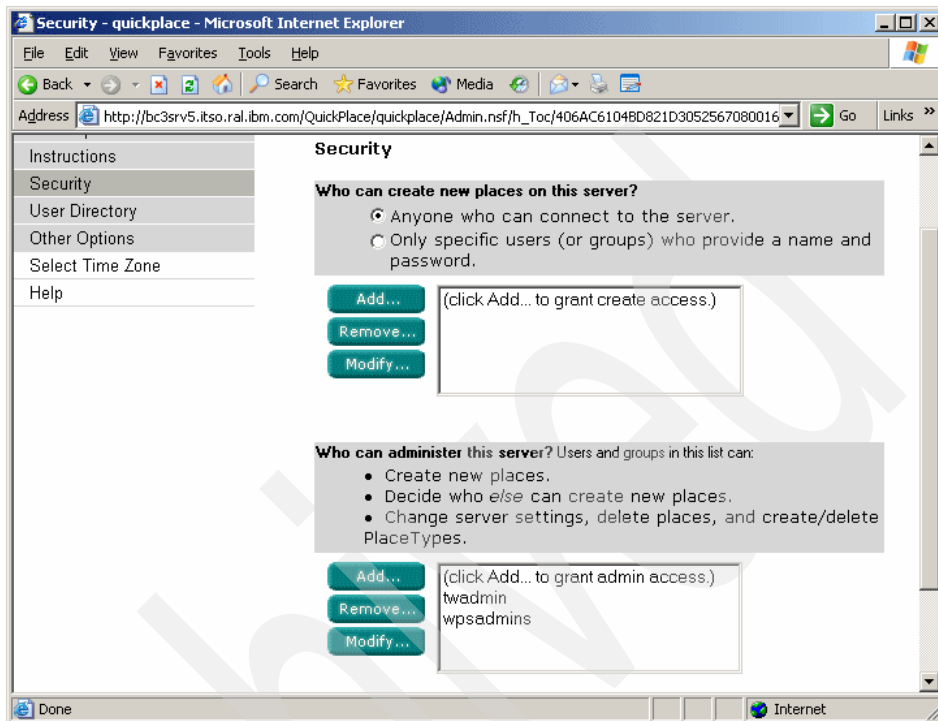 Security - quickplace - Microsoft Internet Explorer
File Edit View Favorites Tools Help
Back Search Favorites Media
Address http://bc3srv5.itso.ral.ibm.com/QuickPlace/quickplace/Admin.nsf/h_Toc/406AC6104BD821D3052567080016 Go Links »
Instructions
Security
User Directory
Other Options
Select Time Zone
Help
Security
Who can create new places on this server?
Anyone who can connect to the server.
Only specific users (or groups) who provide a name and
password.
Add...
Remove...
Modify...
(click Add... to grant create access.)
Who can administer this server? Users and groups in this list can:
• Create new places.
• Decide who else can create new places.
• Change server settings, delete places, and create/delete
PlaceTypes.
Add...
Remove...
Modify...
(click Add... to grant admin access.)
twadmin
wpsadmins
Done
Internet